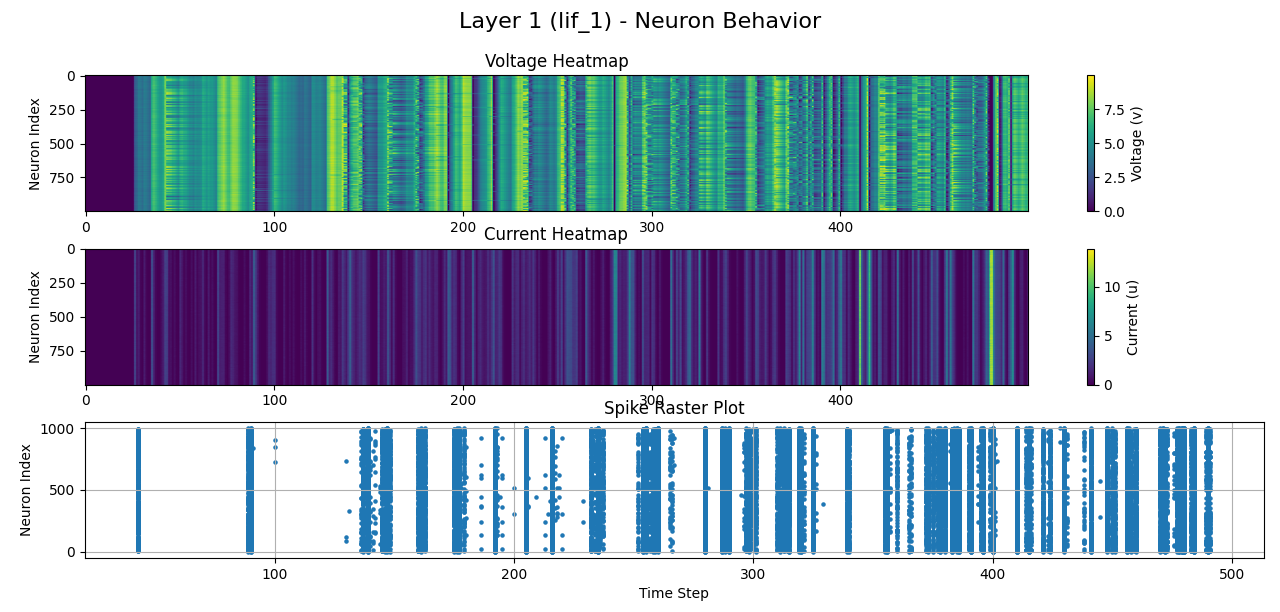 Layer 1 (lif_1) - Neuron Behavior
Voltage Heatmap
Neuron Index
0
250
500
750
0 100 200 300 400
7.5
5.0
2.5
0.0
Voltage (v)
Current Heatmap
Neuron Index
0
250
500
750
0 100 200 300 400
10
5
0
Current (u)
Spike Raster Plot
Neuron Index
1000
500
0
100 200 300 400 500
Time Step